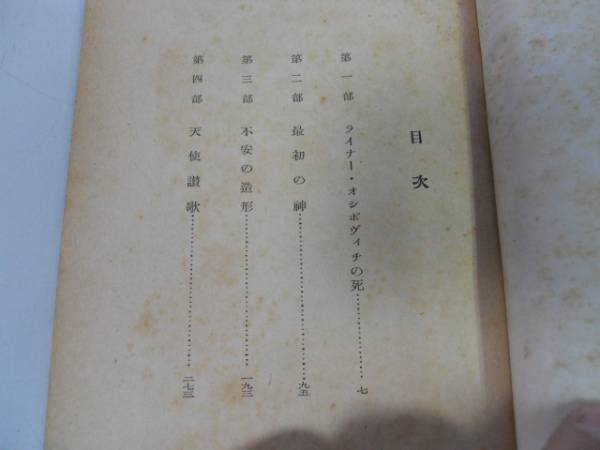 目次
第一部 ライナー・オシポヴィチの死……………七
第二部 最初の神……………九五
第三部 不安の造形……………一九三
第四部 天使讃歌……………二七三